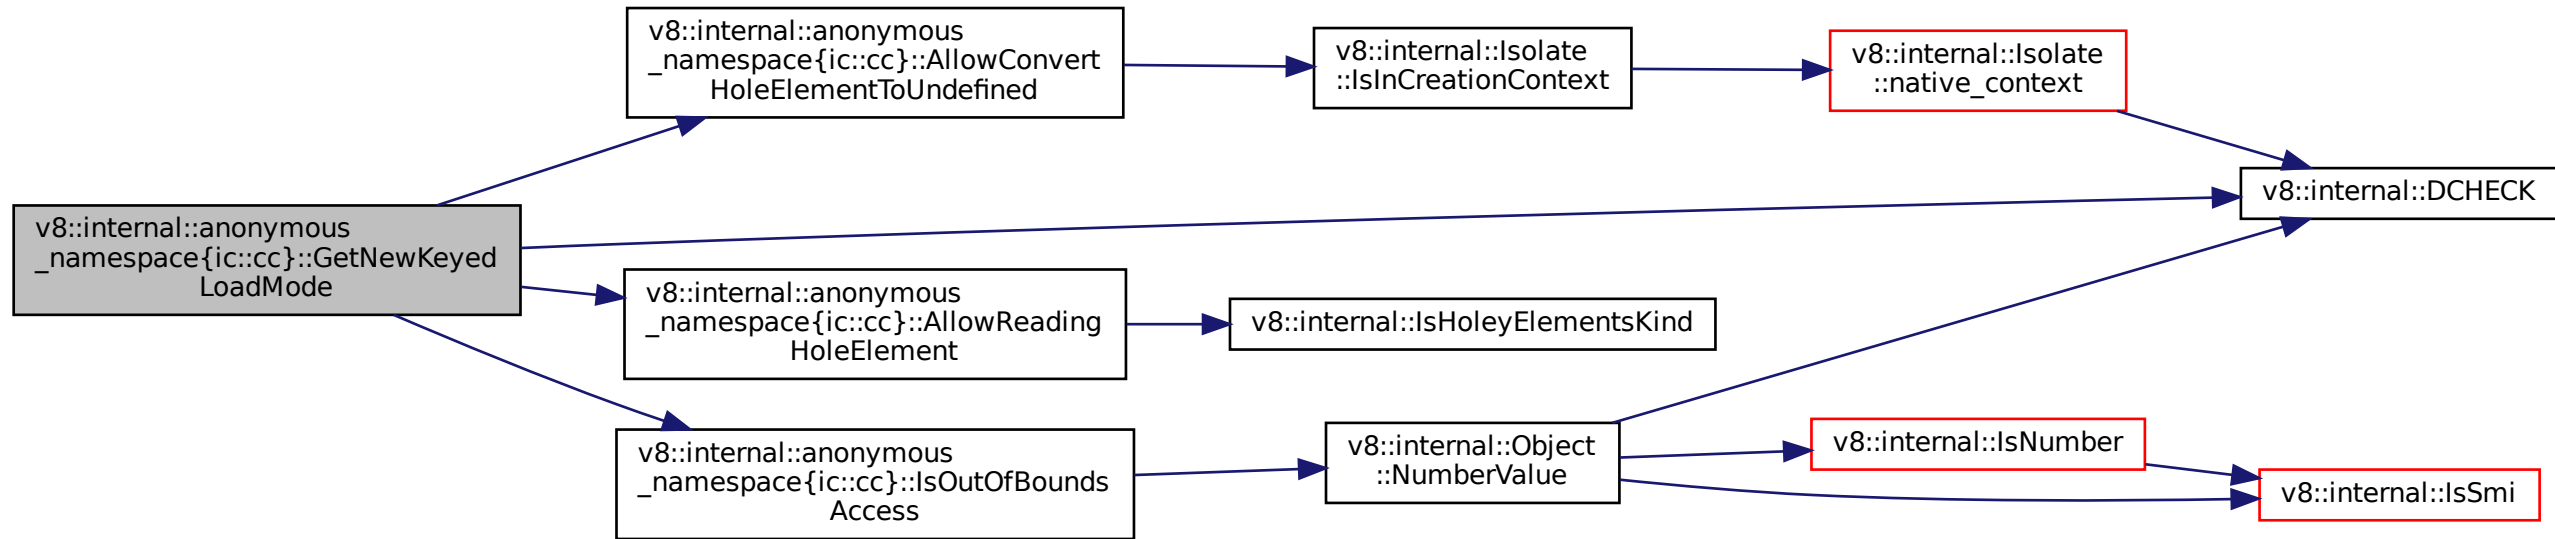 v8::internal::anonymous
_namespace{ic::cc}::GetNewKeyed
LoadMode
v8::internal::anonymous
_namespace{ic::cc}::AllowConvert
HoleElementToUndefined
v8::internal::Isolate
::IsInCreationContext
v8::internal::Isolate
::native_context
v8::internal::DCHECK
v8::internal::anonymous
_namespace{ic::cc}::AllowReading
HoleElement
v8::internal::IsHoleyElementsKind
v8::internal::anonymous
_namespace{ic::cc}::IsOutOfBounds
Access
v8::internal::Object
::NumberValue
v8::internal::IsNumber
v8::internal::IsSmi